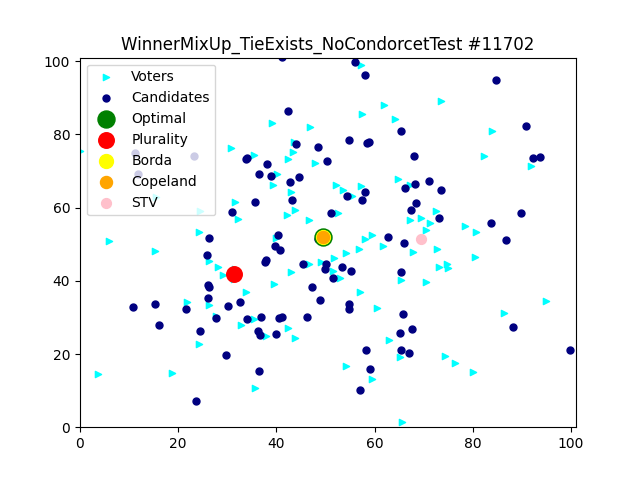 WinnerMixUp_TieExists_NoCondorcetTest #11702
100
80
60
40
20
0
Voters
Candidates
Optimal
Plurality
Borda
Copeland
STV
0 20 40 60 80 100